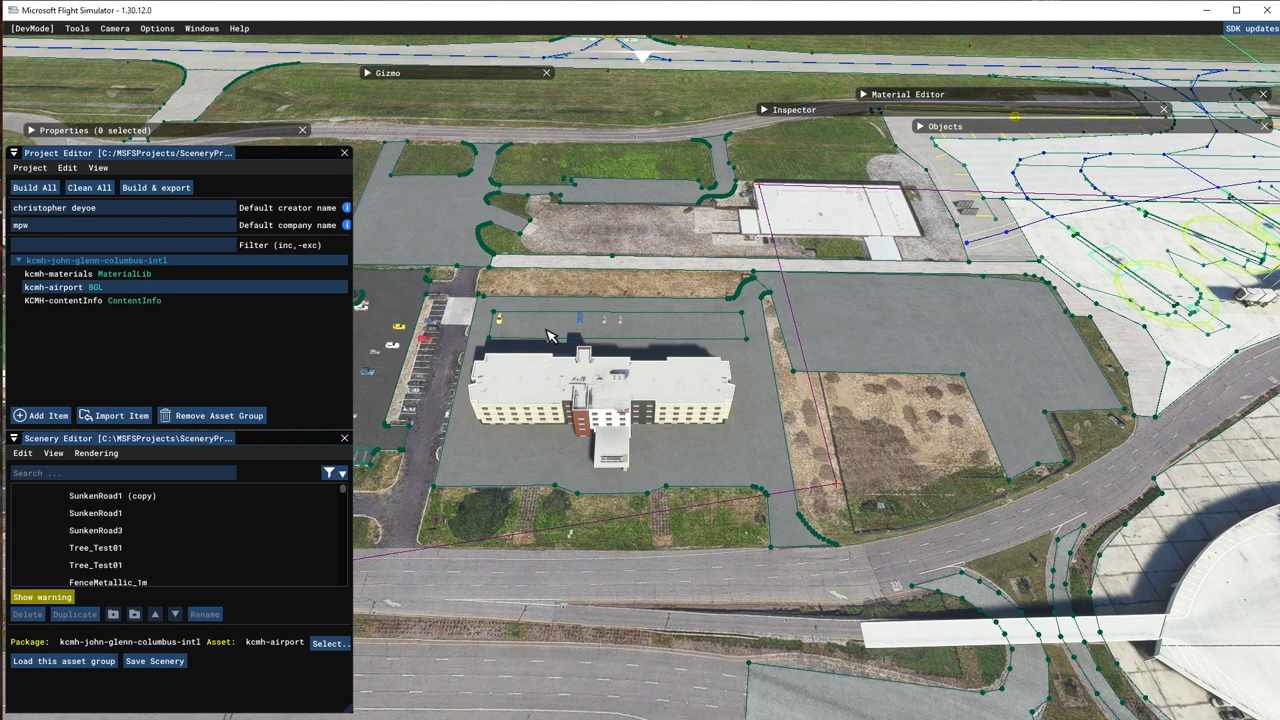 Microsoft Flight Simulator - 1.30.12.0
[DevMode] Tools Camera Options Windows Help
SDK updates
Gizmo
Material Editor
Inspector
Objects
Properties (0 selected)
Project Editor [C:/MSFSProjects/SceneryPr...
Project Edit View
Build All Clean All Build & export
christopher deyoe Default creator name
mpw Default company name
Filter (inc,-exc)
kcmh-john-glenn-columbus-intl
kcmh-materials MaterialLib
kcmh-airport BGL
KCMH-contentInfo ContentInfo
Add Item Import Item Remove Asset Group
Scenery Editor [C:\MSFSProjects\SceneryPr...
Edit View Rendering
Search ...
SunkenRoad1 (copy)
SunkenRoad1
SunkenRoad3
Tree_Test01
Tree_Test01
FenceMetallic_1m
Show warning
Delete Duplicate Rename
Package: kcmh-john-glenn-columbus-intl Asset: kcmh-airport Select..
Load this asset group Save Scenery